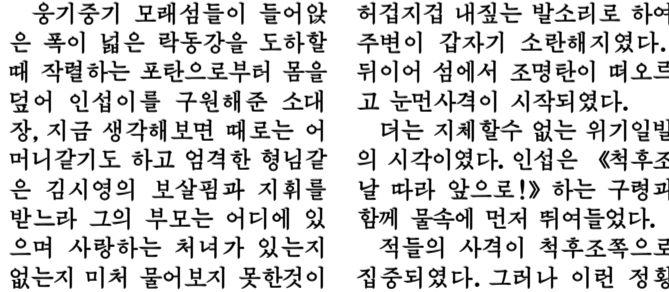 웅기중기 모래섬들이 들어앉
은 폭이 넓은 락동강을 도하할
때 작렬하는 포탄으로부터 몸을
덮어 인섭이를 구원해준 소대
장, 지금 생각해보면 때로는 어
머니같기도 하고 엄격한 형님같
은 김시영의 보살핌과 지휘를
받느라 그의 부모는 어디에 있
으며 사랑하는 처녀가 있는지
없는지 미처 물어보지 못한것이
허겁지겁 내짚는 발소리로 하여
주변이 갑자기 소란해지였다.
뒤이어 섬에서 조명탄이 떠오르
고 눈먼사격이 시작되였다.
더는 지체할수 없는 위기일발
의 시각이였다. 인섭은 《척후조
날 따라 앞으로!》 하는 구령과
함께 물속에 먼저 뛰여들었다.
적들의 사격이 척후조쪽으로
집중되였다. 그러나 이런 정황